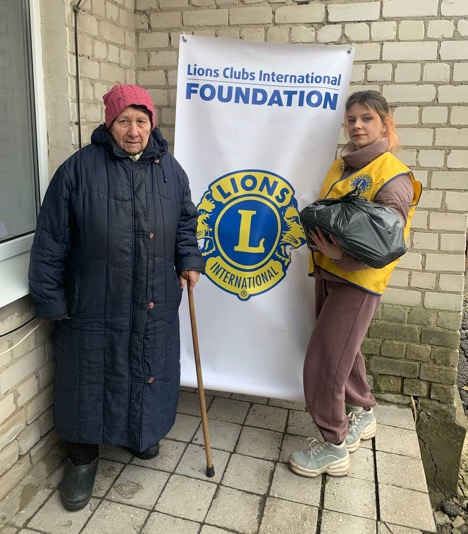 Lions Clubs International
FOUNDATION
LIONS
L
INTERNATIONAL
®